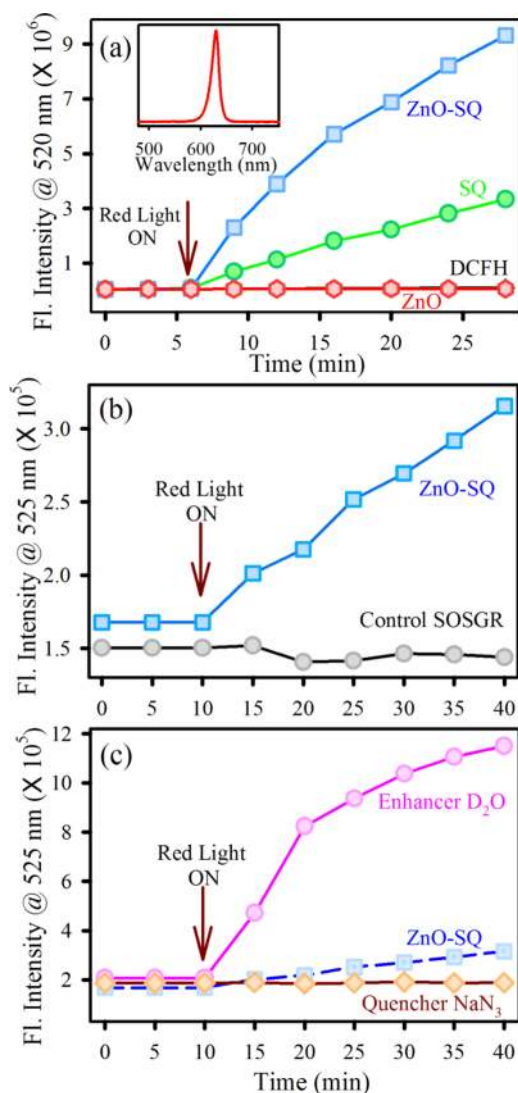 (a)
Fl. Intensity @ 520 nm (X 10⁶)
9
7
5
3
1
500 600 700
Wavelength (nm)
ZnO-SQ
SQ
Red Light
ON
DCFH
ZnO
0 5 10 15 20 25
Time (min)
(b)
Fl. Intensity @ 525 nm (X 10⁵)
3.0
2.5
2.0
1.5
Red Light
ON
ZnO-SQ
Control SOSGR
0 5 10 15 20 25 30 35 40
(c)
Fl. Intensity @ 525 nm (X 10⁵)
12
10
8
6
4
2
Enhancer D₂O
Red Light
ON
ZnO-SQ
Quencher NaN₃
0 5 10 15 20 25 30 35 40
Time (min)